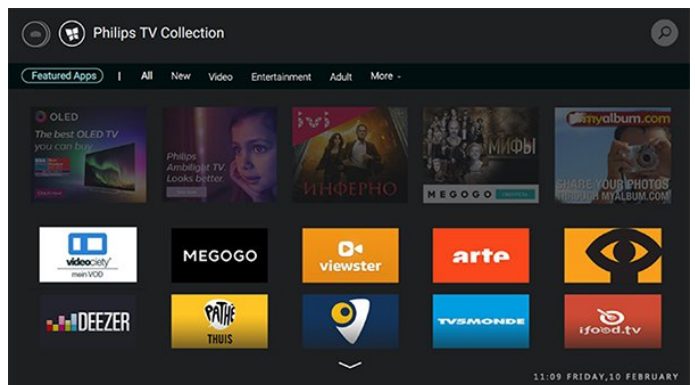 Philips TV Collection
Featured Apps | All New Video Entertainment Adult More
OLED
The best OLED TV
you can buy
Philips
Ambilight TV.
Looks better.
ivi
ИНФЕРНО
МИФЫ
MEGOGO
myalbum.com
SHARE YOUR PHOTOS
THROUGH MYALBUM.COM
videociety
mein VOD
MEGOGO
viewster
arte
DEEZER
PATHÉ
THUIS
TV5MONDE
ifood.tv
11:09 FRIDAY,10 FEBRUARY